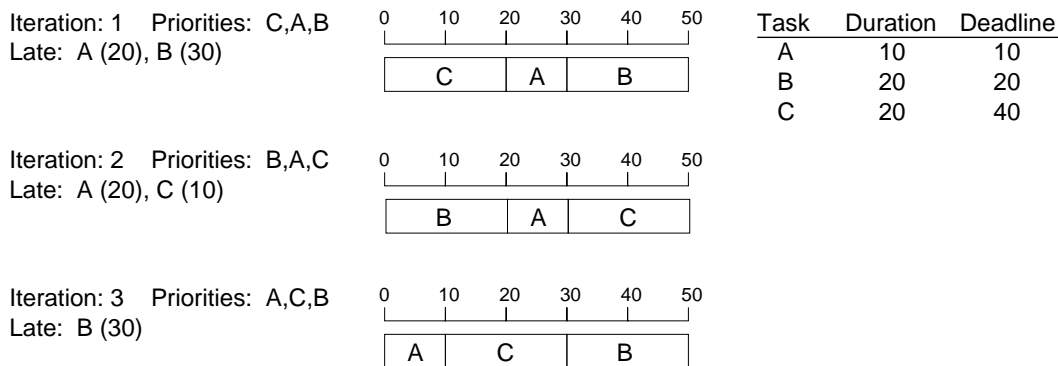 Iteration: 1 Priorities: C,A,B
Late: A (20), B (30)
0 10 20 30 40 50
C A B
Task Duration Deadline
A 10 10
B 20 20
C 20 40
Iteration: 2 Priorities: B,A,C
Late: A (20), C (10)
0 10 20 30 40 50
B A C
Iteration: 3 Priorities: A,C,B
Late: B (30)
0 10 20 30 40 50
A C B